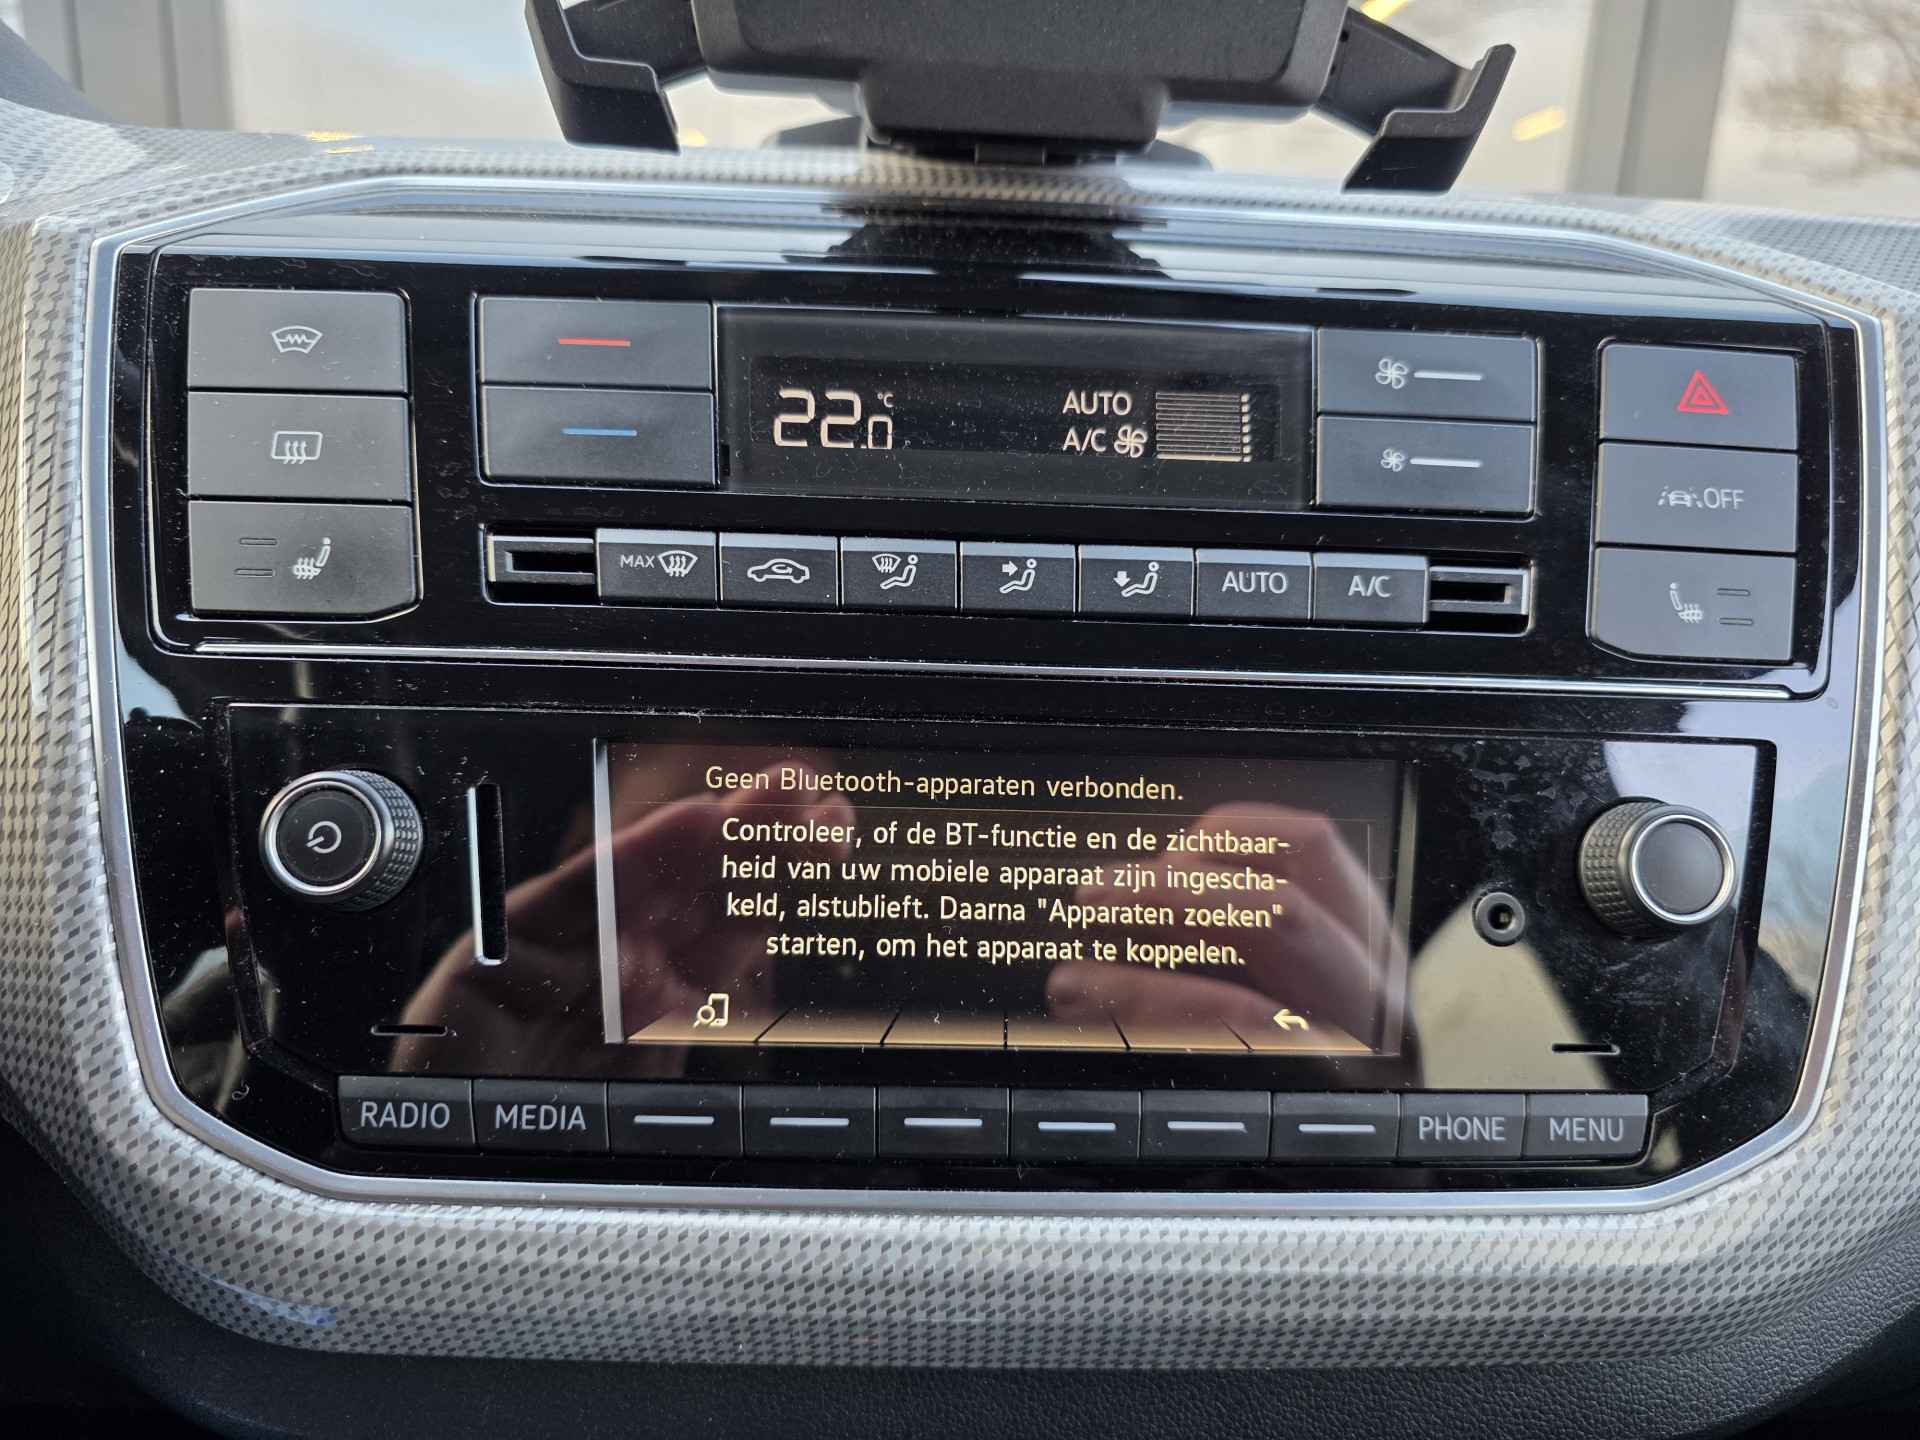 22.0 °C
AUTO
A/C
OFF
MAX
AUTO
A/C
Geen Bluetooth-apparaten verbonden.
Controleer, of de BT-functie en de zichtbaar-
heid van uw mobiele apparaat zijn ingescha-
keld, alstublieft. Daarna "Apparaten zoeken"
starten, om het apparaat te koppelen.
RADIO
MEDIA
PHONE
MENU